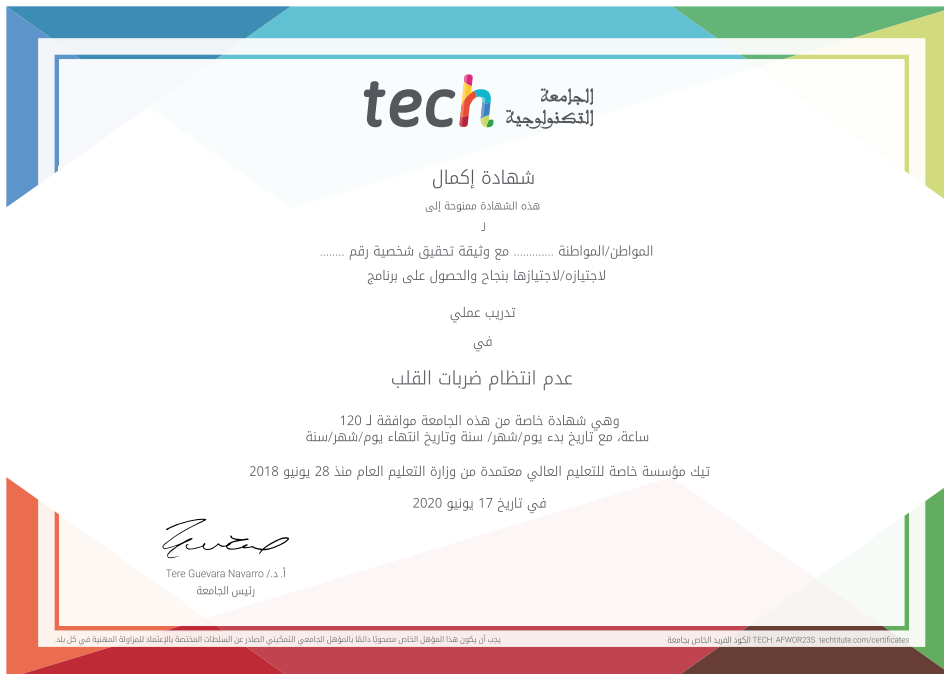 tech
الجامعة
التكنولوجية
شهادة إكمال
هذه الشهادة ممنوحة إلى
لـ
المواطن/المواطنة ............ مع وثيقة تحقيق شخصية رقم ........
لاجتيازه/لاجتيازها بنجاح والحصول على برنامج
تدريب عملي
في
عدم انتظام ضربات القلب
وهي شهادة خاصة من هذه الجامعة موافقة لـ 120
ساعة، مع تاريخ بدء يوم/شهر/ سنة وتاريخ انتهاء يوم/شهر/سنة
تيك مؤسسة خاصة للتعليم العالي معتمدة من وزارة التعليم العام منذ 28 يونيو 2018
في تاريخ 17 يونيو 2020
أ. د./ Tere Guevara Navarro
رئيس الجامعة
الكود الفريد الخاص بجامعة TECH: AFWOR23S techtitute.com/certificates
يجب أن يكون هذا المؤهل الخاص مصحوبًا دائمًا بالمؤهل الجامعي التمكيني الصادر عن السلطات المختصة بالإعتماد للمزاولة المهنية في كل بلد.